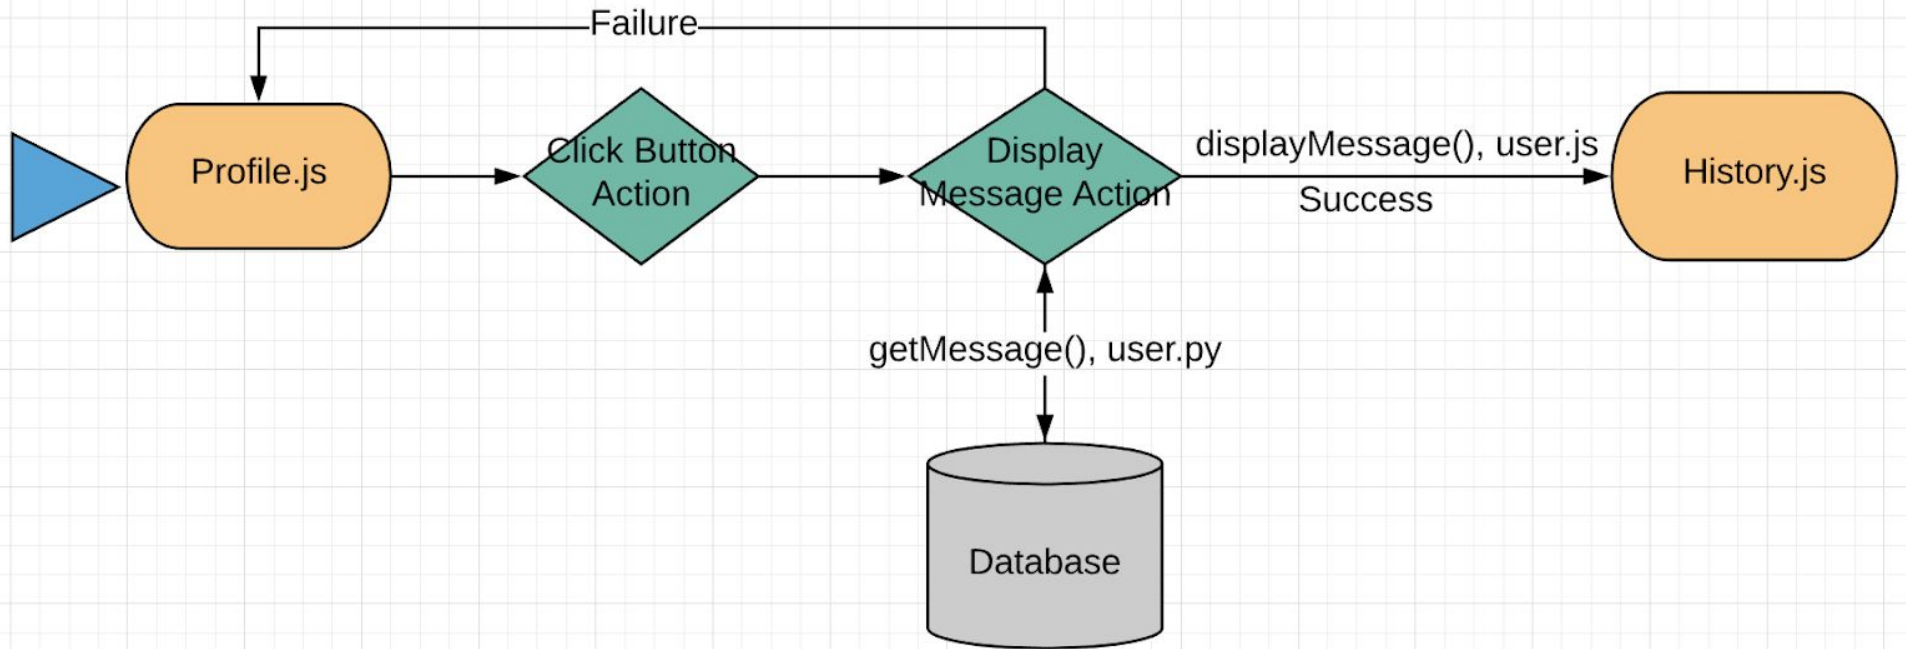 Failure
Profile.js
Click Button
Action
Display
Message Action
displayMessage(), user.js
Success
History.js
getMessage(), user.py
Database